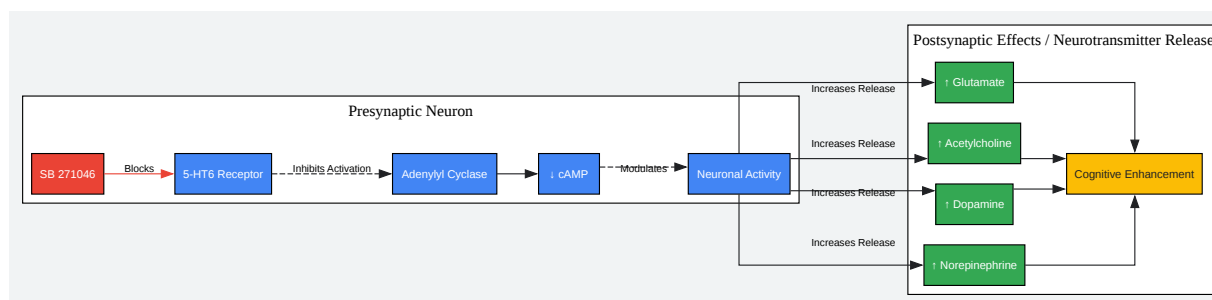 Postsynaptic Effects / Neurotransmitter Release
↑ Glutamate
Increases Release
Presynaptic Neuron
SB 271046
Blocks
5-HT6 Receptor
Inhibits Activation
Adenylyl Cyclase
↓ cAMP
Modulates
Neuronal Activity
Increases Release
↑ Acetylcholine
Cognitive Enhancement
Increases Release
↑ Dopamine
Increases Release
↑ Norepinephrine